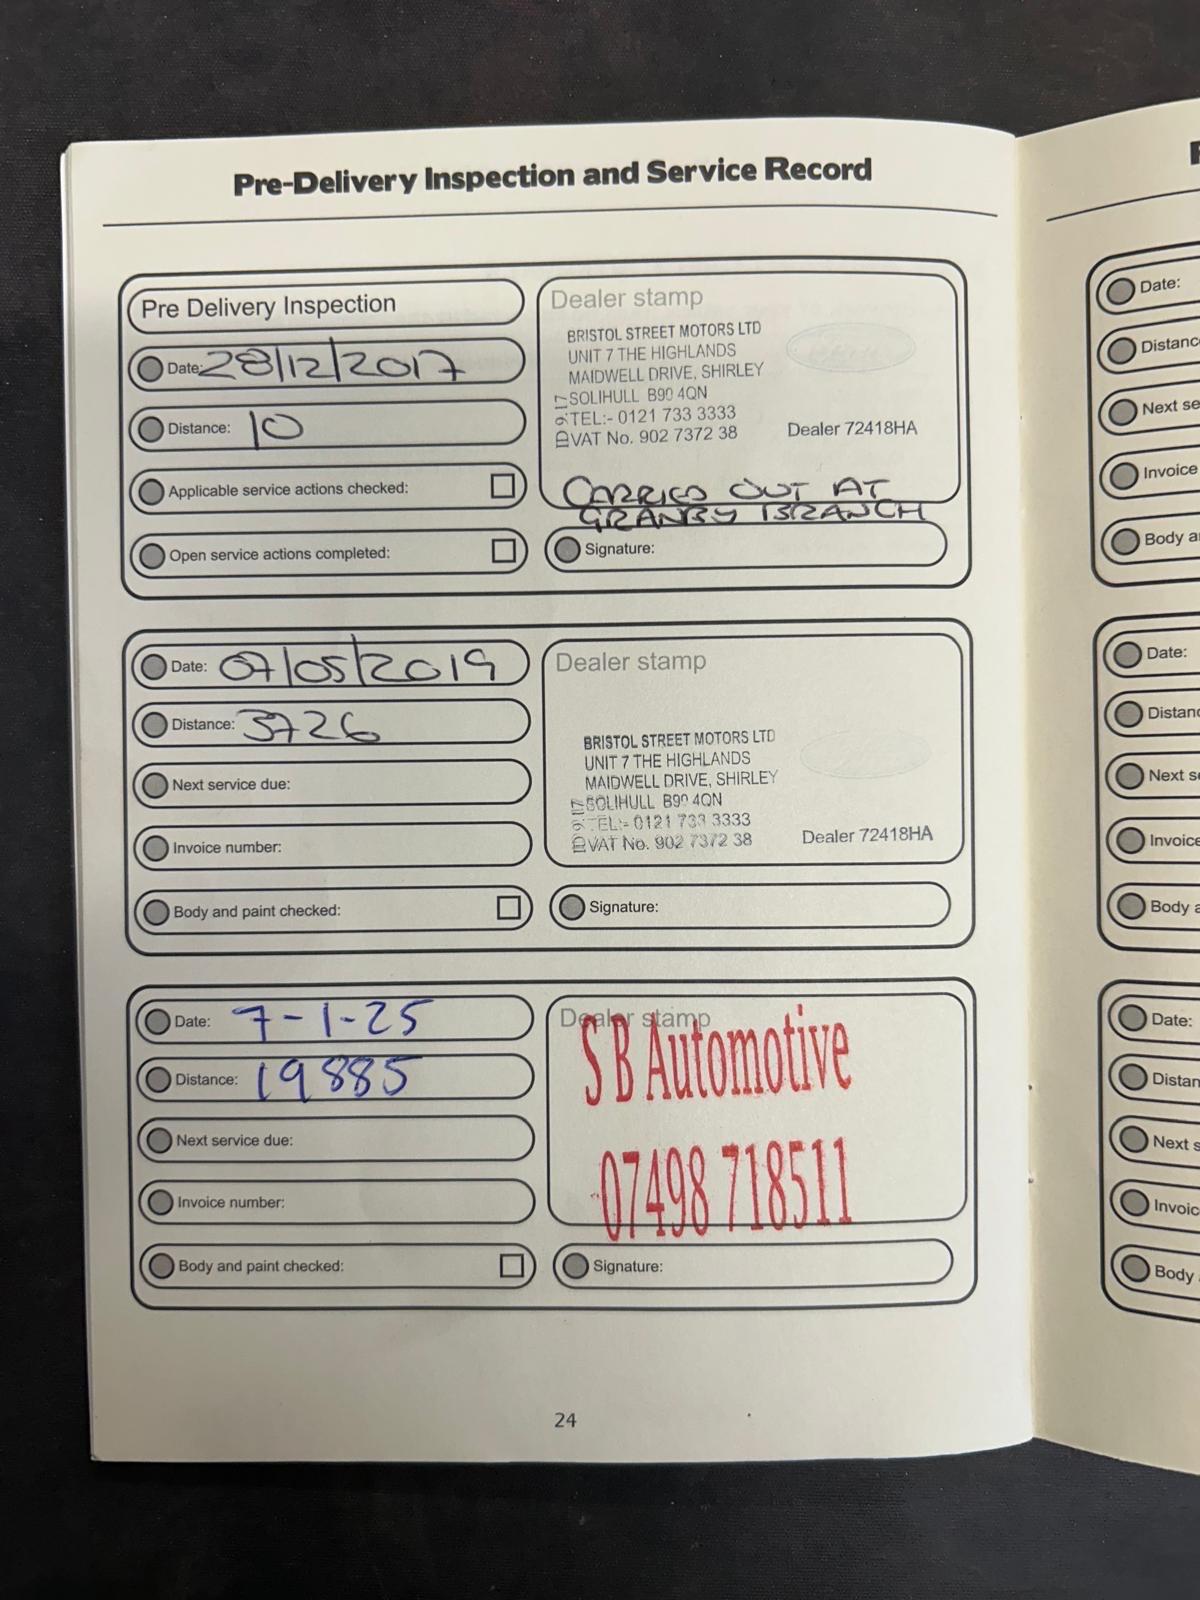 Pre-Delivery Inspection and Service Record
Pre Delivery Inspection
Date: 28/12/2017
Distance: 10
Applicable service actions checked:
Open service actions completed:
Dealer stamp
BRISTOL STREET MOTORS LTD
UNIT 7 THE HIGHLANDS
MAIDWELL DRIVE, SHIRLEY
SOLIHULL B90 4QN
TEL:- 0121 733 3333
VAT No. 902 7372 38
Dealer 72418HA
CARRIED OUT AT
GRANBY BRANCH
Signature:
Date: 07/05/2019
Distance: 3726
Next service due:
Invoice number:
Body and paint checked:
Dealer stamp
BRISTOL STREET MOTORS LTD
UNIT 7 THE HIGHLANDS
MAIDWELL DRIVE, SHIRLEY
SOLIHULL B90 4QN
TEL:- 0121 733 3333
VAT No. 902 7372 38
Dealer 72418HA
Signature:
Date: 7-1-25
Distance: 19885
Next service due:
Invoice number:
Body and paint checked:
Dealer stamp
S B Automotive
07498 718511
Signature:
24
Date:
Distanc
Next se
Invoice
Body a
Date:
Distanc
Next se
Invoice
Body a
Date:
Distan
Next s
Invoic
Body